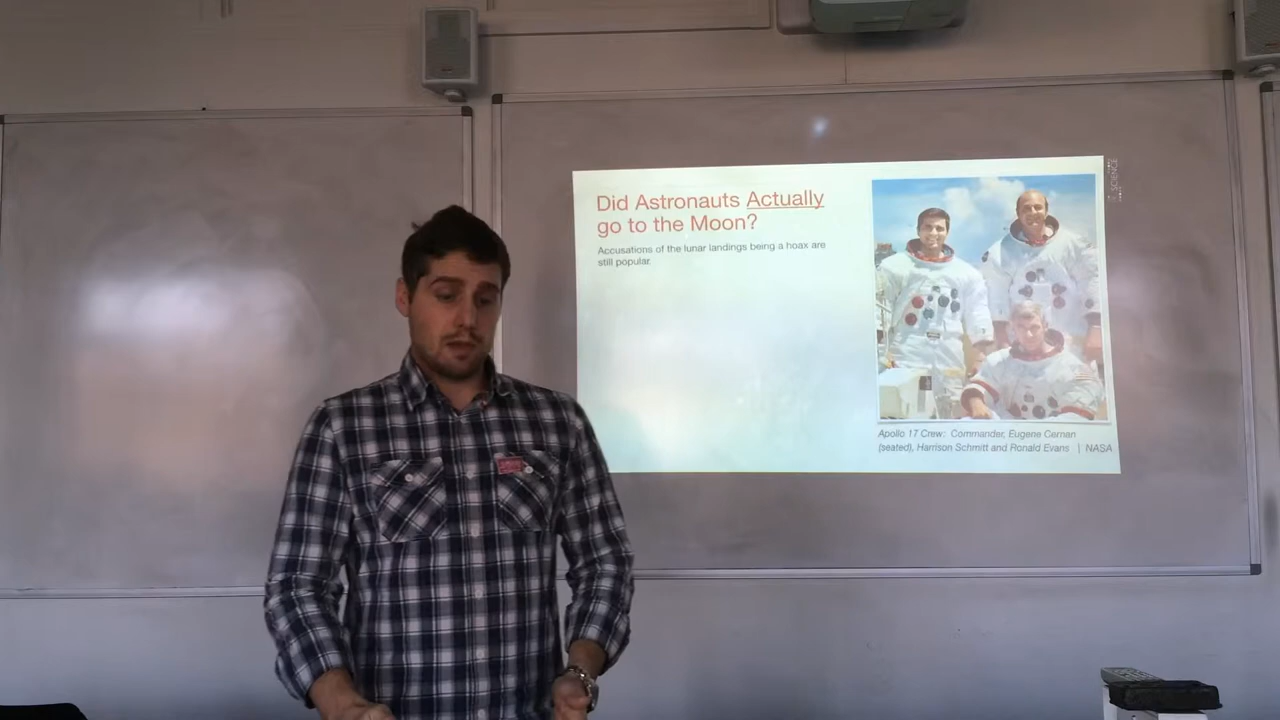 Did Astronauts Actually
go to the Moon?
Accusations of the lunar landings being a hoax are
still popular.
SCIENCE
Apollo 17 Crew: Commander, Eugene Cernan
(seated), Harrison Schmitt and Ronald Evans | NASA